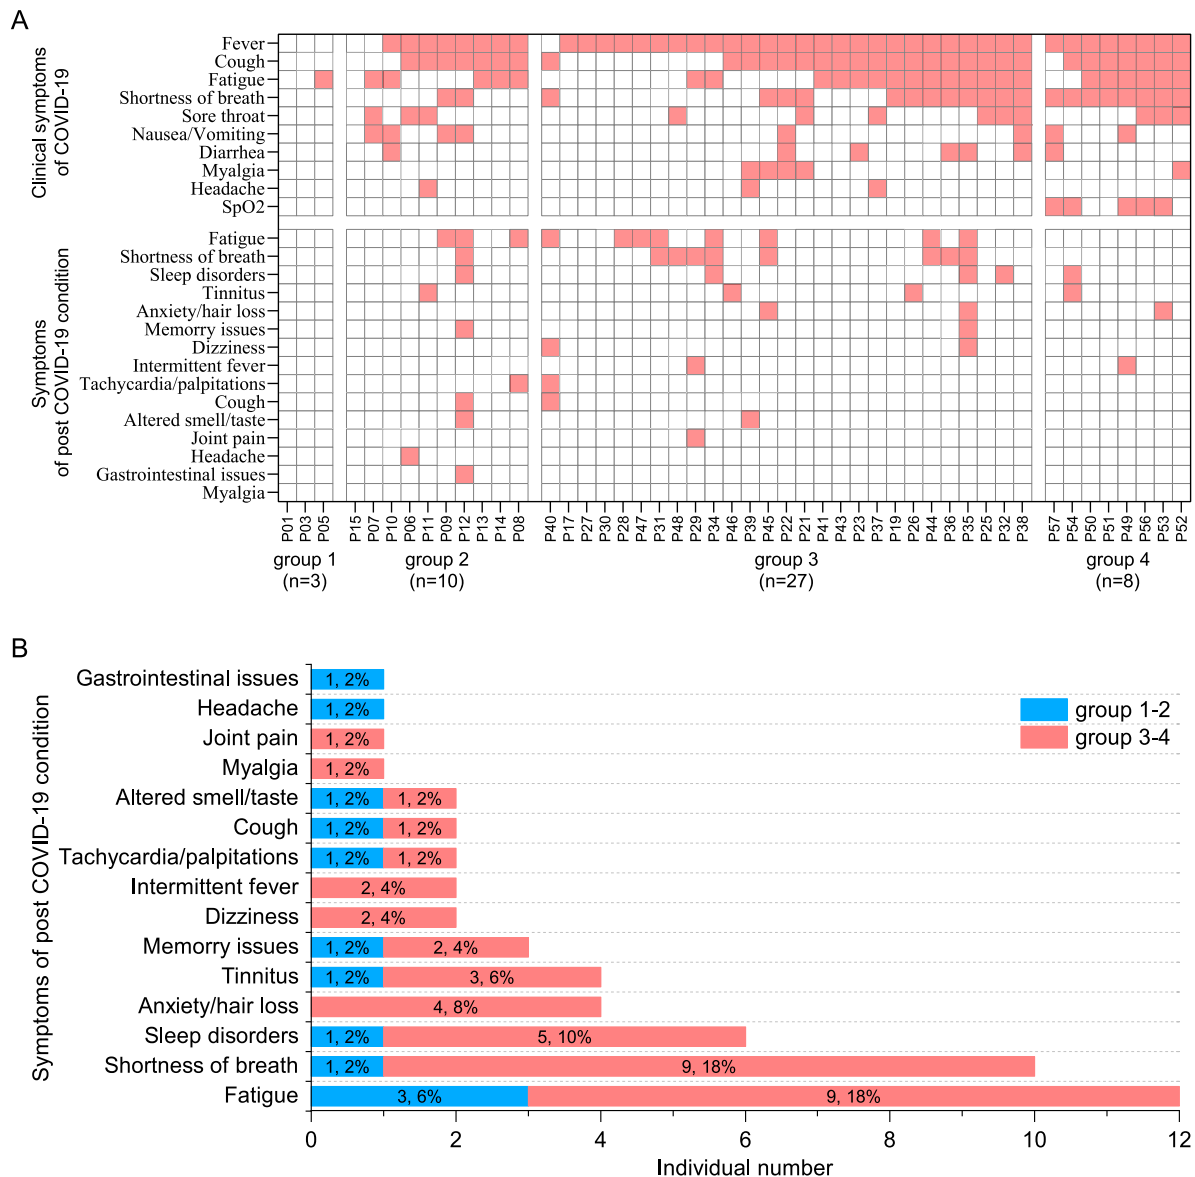 A
Clinical symptoms
of COVID-19
Fever
Cough
Fatigue
Shortness of breath
Sore throat
Nausea/Vomiting
Diarrhea
Myalgia
Headache
SpO2
Symptoms
of post COVID-19 condition
Fatigue
Shortness of breath
Sleep disorders
Tinnitus
Anxiety/hair loss
Memorry issues
Dizziness
Intermittent fever
Tachycardia/palpitations
Cough
Altered smell/taste
Joint pain
Headache
Gastrointestinal issues
Myalgia
P01 P03 P05 P15 P07 P10 P06 P11 P09 P12 P13 P14 P08 P40 P17 P27 P30 P28 P47 P31 P48 P29 P34 P46 P39 P45 P22 P21 P41 P43 P23 P37 P19 P26 P44 P36 P35 P25 P32 P38 P57 P54 P50 P51 P49 P56 P53 P52
group 1 group 2 group 3 group 4
(n=3) (n=10) (n=27) (n=8)
B
Symptoms of post COVID-19 condition
group 1-2
group 3-4
Gastrointestinal issues 1, 2%
Headache 1, 2%
Joint pain 1, 2%
Myalgia 1, 2%
Altered smell/taste 1, 2% 1, 2%
Cough 1, 2% 1, 2%
Tachycardia/palpitations 1, 2% 1, 2%
Intermittent fever 2, 4%
Dizziness 2, 4%
Memorry issues 1, 2% 2, 4%
Tinnitus 1, 2% 3, 6%
Anxiety/hair loss 4, 8%
Sleep disorders 1, 2% 5, 10%
Shortness of breath 1, 2% 9, 18%
Fatigue 3, 6% 9, 18%
0 2 4 6 8 10 12
Individual number